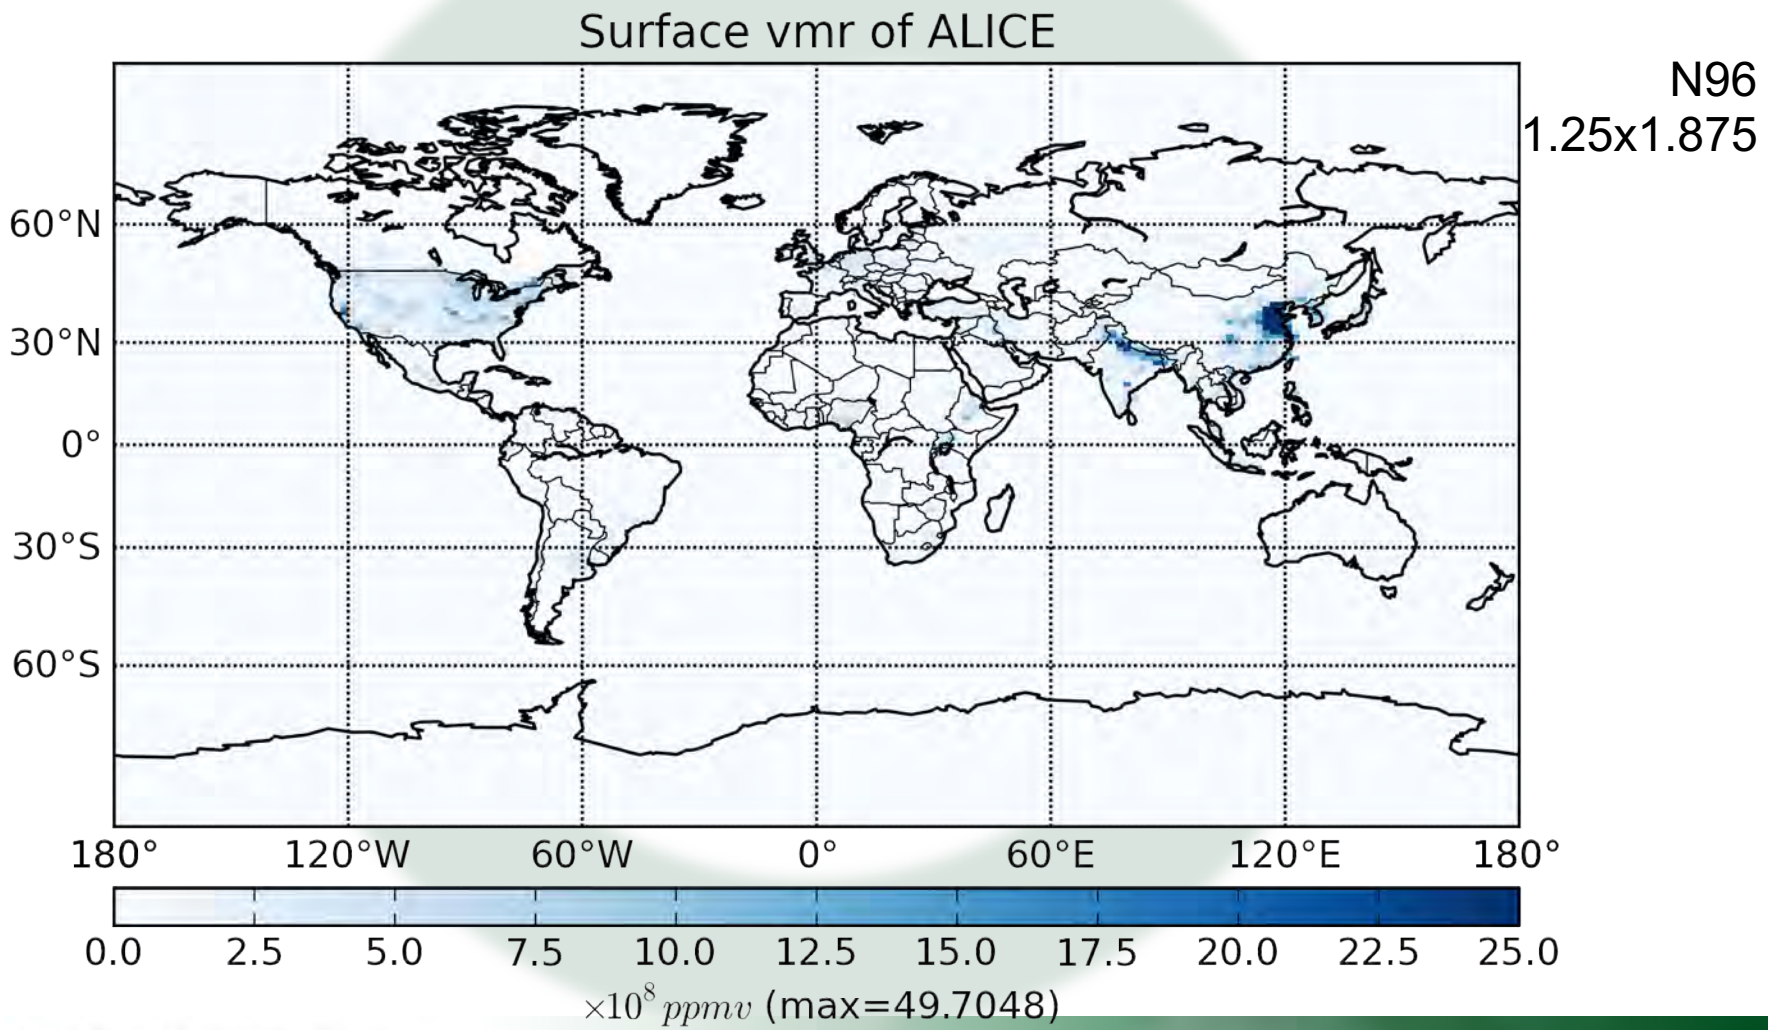 Surface vmr of ALICE
N96
1.25x1.875
60°N
30°N
0°
30°S
60°S
180° 120°W 60°W 0° 60°E 120°E 180°
0.0 2.5 5.0 7.5 10.0 12.5 15.0 17.5 20.0 22.5 25.0
×10⁸ ppmv (max=49.7048)